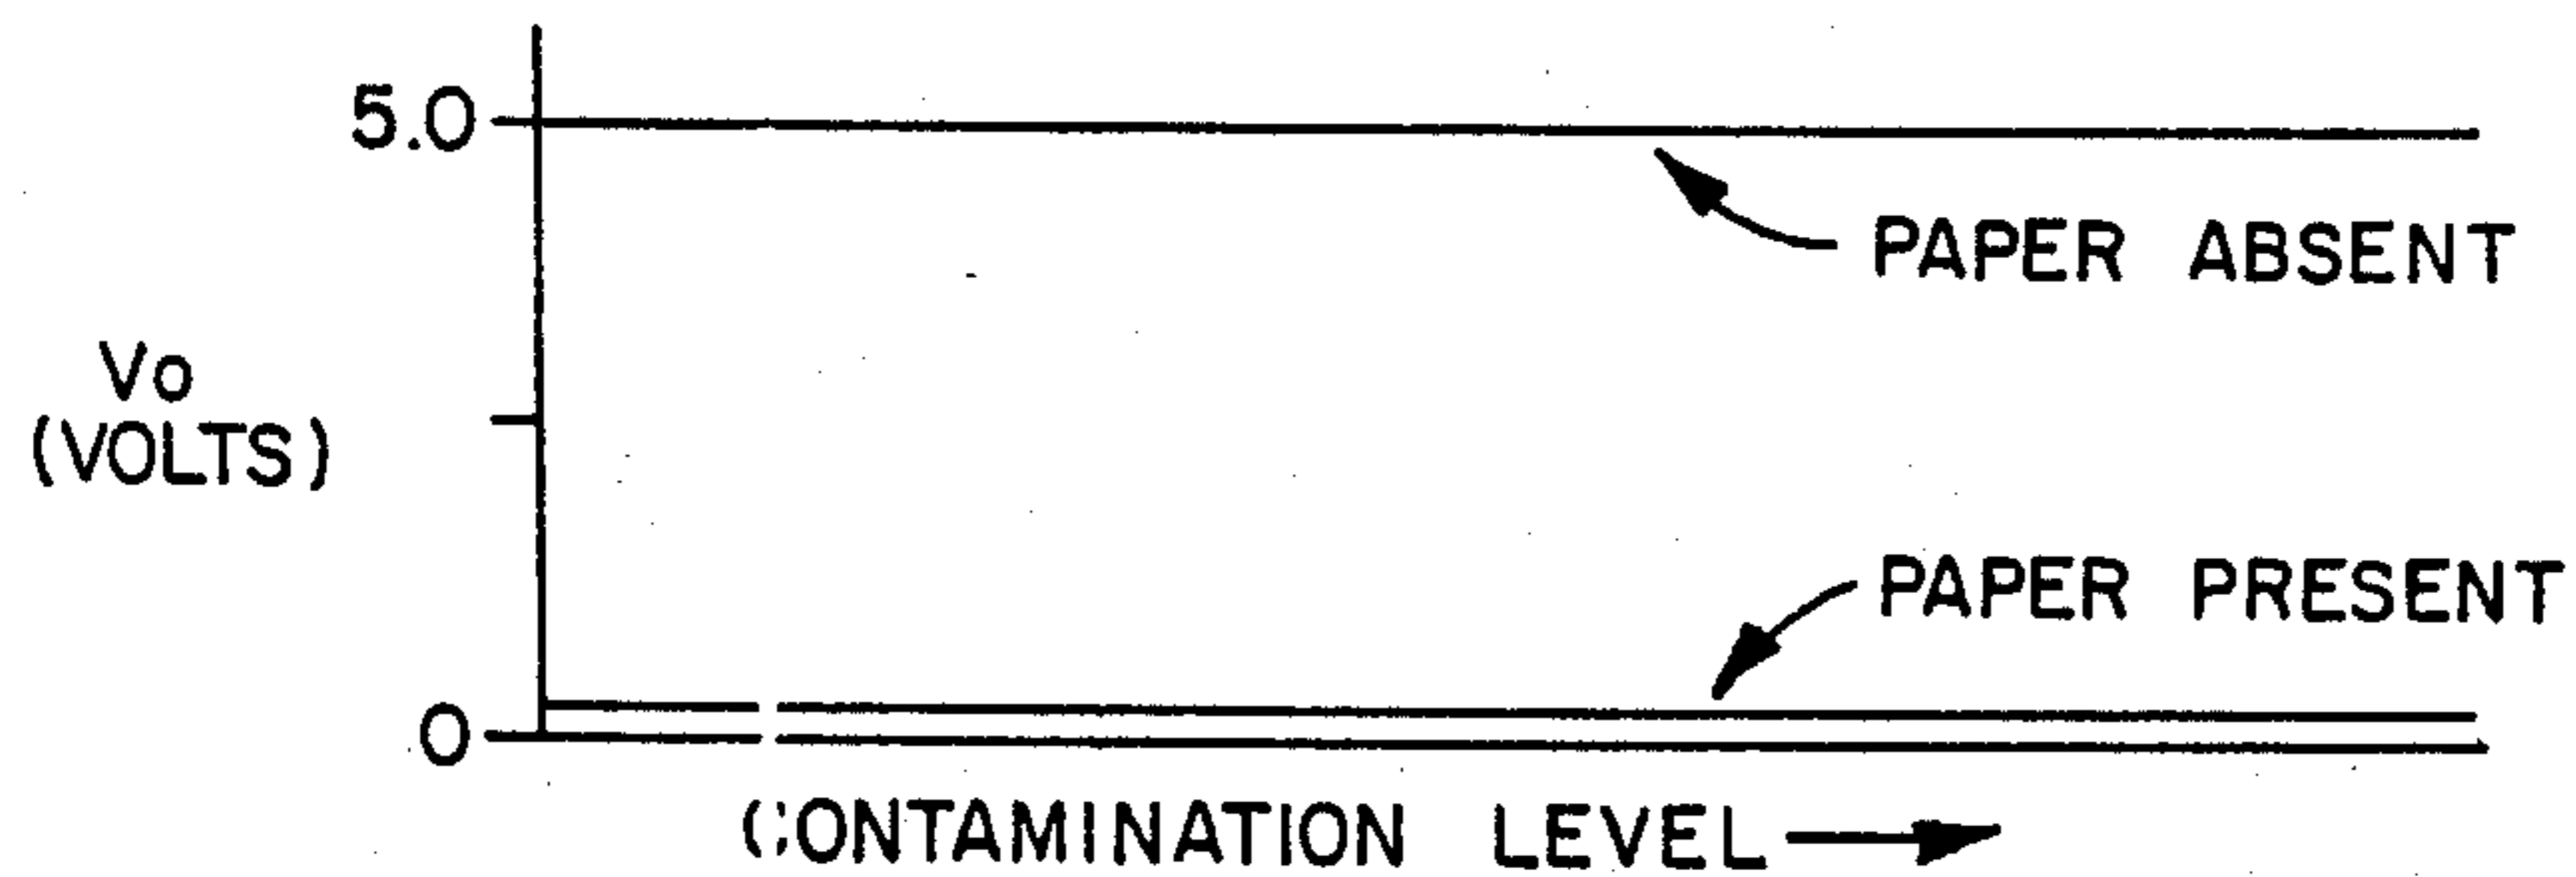 5.0
PAPER ABSENT
Vo
(VOLTS)
PAPER PRESENT
0
CONTAMINATION LEVEL